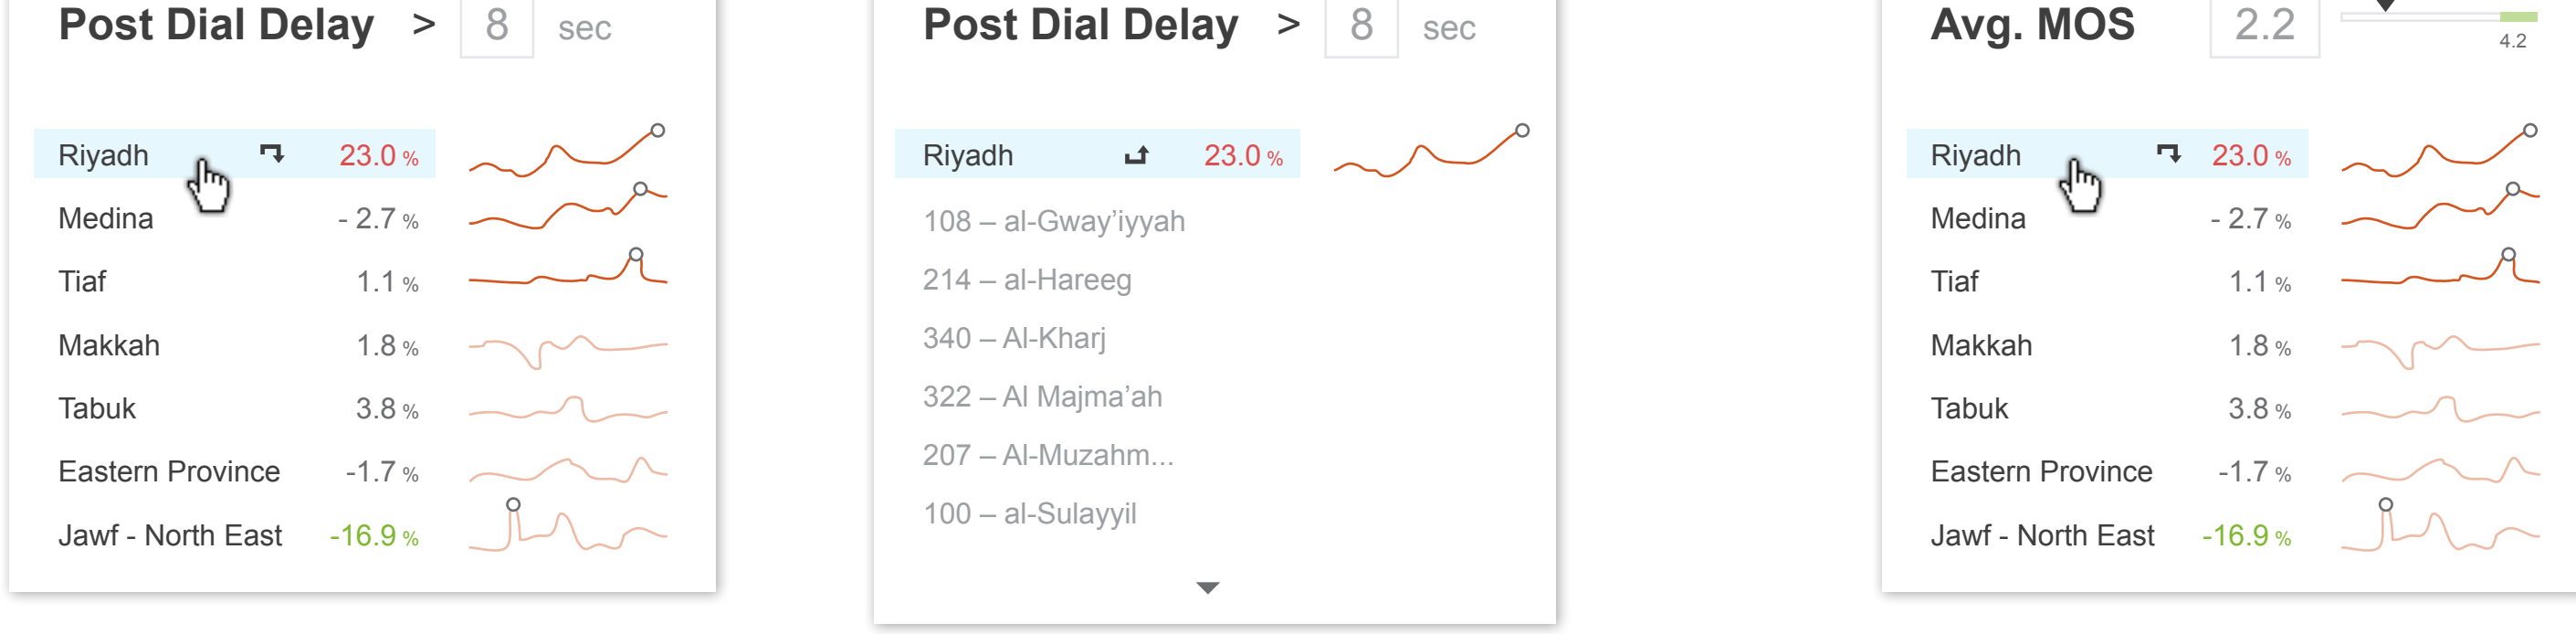 Post Dial Delay > 8 sec
Riyadh 23.0 %
Medina - 2.7 %
Tiaf 1.1 %
Makkah 1.8 %
Tabuk 3.8 %
Eastern Province -1.7 %
Jawf - North East -16.9 %
Post Dial Delay > 8 sec
Riyadh 23.0 %
108 – al-Gway’iyyah
214 – al-Hareeg
340 – Al-Kharj
322 – Al Majma’ah
207 – Al-Muzahm...
100 – al-Sulayyil
Avg. MOS 2.2
4.2
Riyadh 23.0 %
Medina - 2.7 %
Tiaf 1.1 %
Makkah 1.8 %
Tabuk 3.8 %
Eastern Province -1.7 %
Jawf - North East -16.9 %